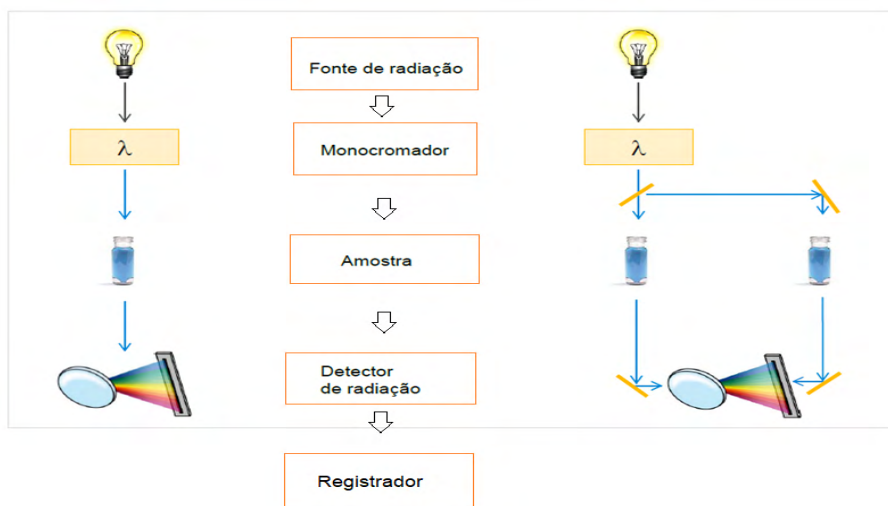 Fonte de radiação
λ
Monocromador
λ
Amostra
Detector
de radiação
Registrador